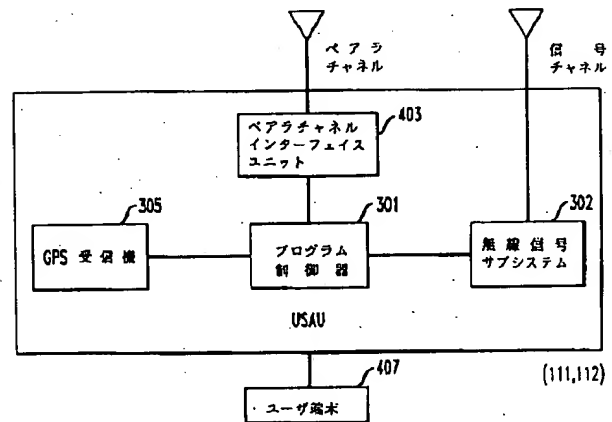 ペアラ
チャネル
信号
チャネル
403
ペアラチャネル
インターフェイス
ユニット
305
301
302
GPS 受信機
プログラム
制御器
無線信号
サブシステム
USAU
407
(111,112)
ユーザ端末